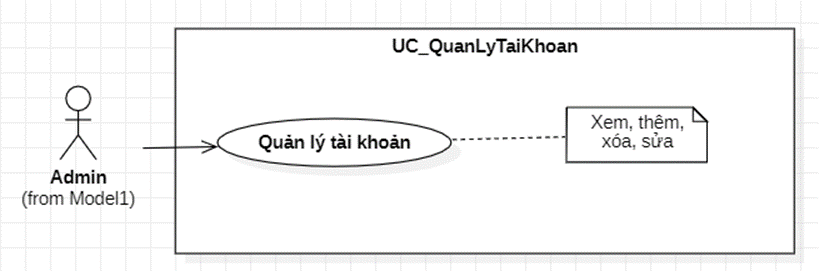 UC_QuanLyTaiKhoan
Quản lý tài khoản
Xem, thêm,
xóa, sửa
Admin
(from Model1)